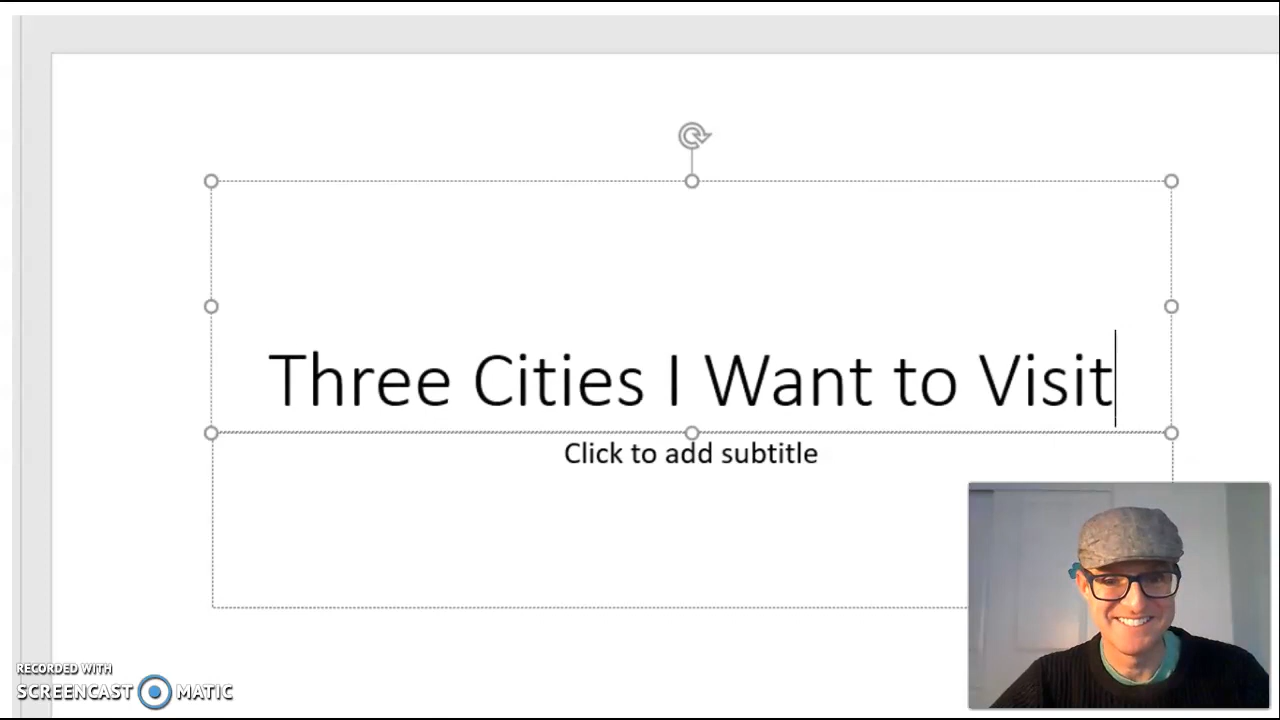 Three Cities I Want to Visit
Click to add subtitle
RECORDED WITH
SCREENCAST MATIC